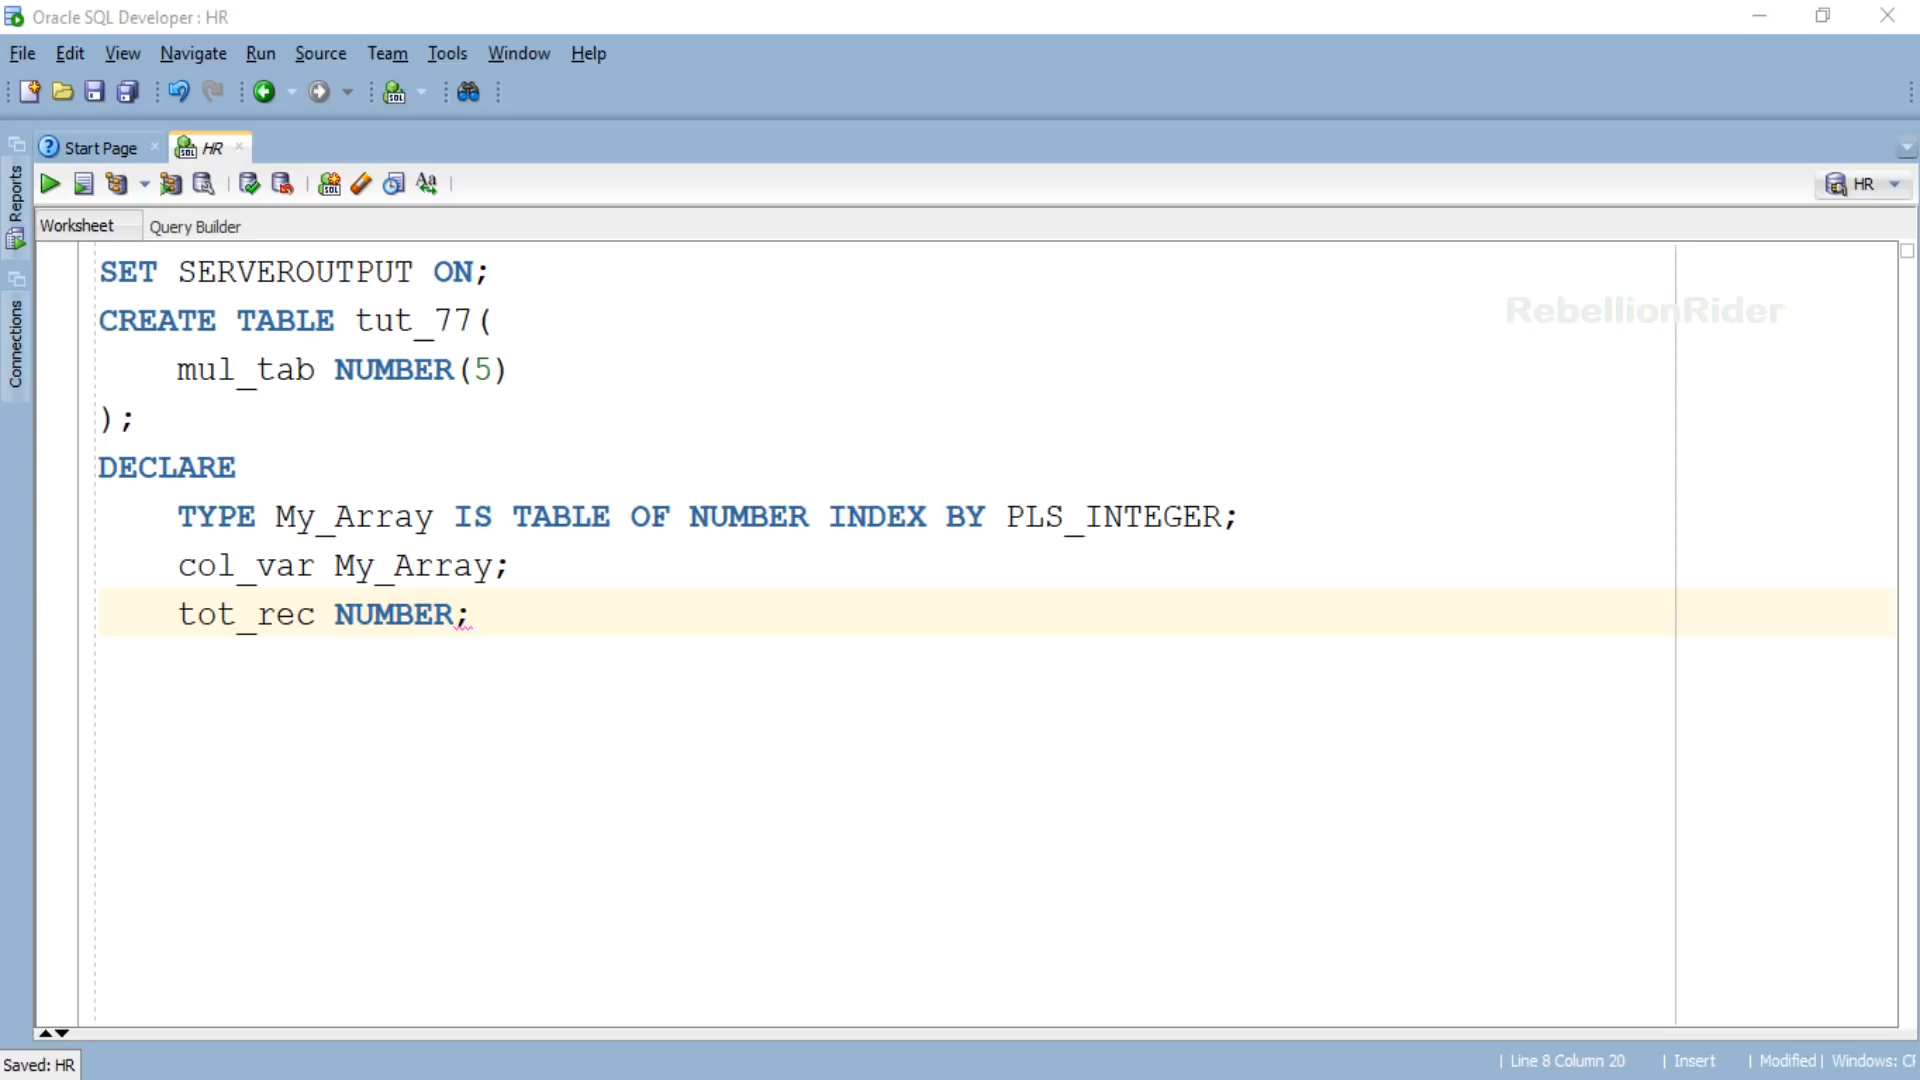 Oracle SQL Developer : HR
File Edit View Navigate Run Source Team Tools Window Help
Start Page HR
HR
Reports
Connections
Worksheet Query Builder
SET SERVEROUTPUT ON;
CREATE TABLE tut_77(
mul_tab NUMBER(5)
);
DECLARE
TYPE My_Array IS TABLE OF NUMBER INDEX BY PLS_INTEGER;
col_var My_Array;
tot_rec NUMBER;
RebellionRider
Saved: HR
| Line 8 Column 20 | Insert | Modified | Windows: